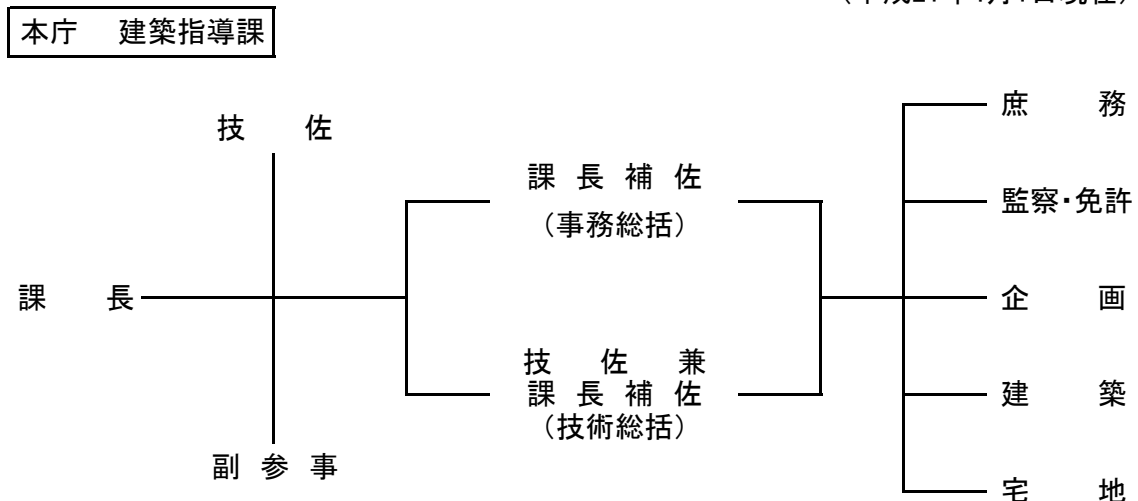 本庁　建築指導課
技　佐
課　長
副 参 事
課 長 補 佐
（事務総括）
技　佐　兼
課 長 補 佐
（技術総括）
庶　務
監察・免許
企　画
建　築
宅　地